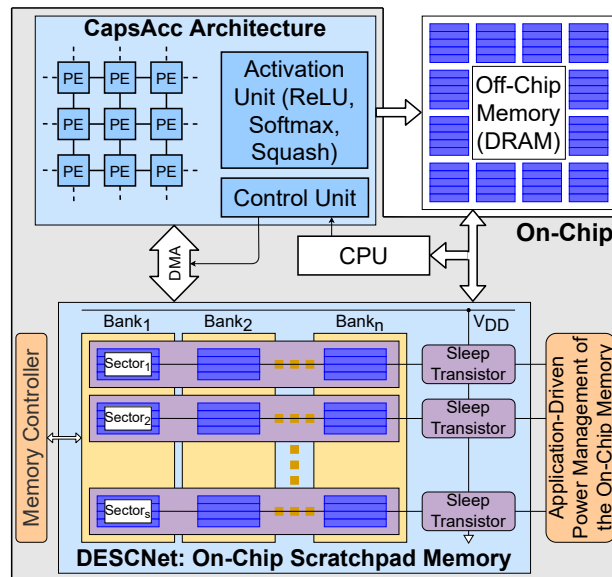 CapsAcc Architecture
PE PE PE
PE PE PE
PE PE PE
Activation
Unit (ReLU,
Softmax,
Squash)
Control Unit
Off-Chip
Memory
(DRAM)
On-Chip
DMA
CPU
Bank1
Bank2
Bankn
VDD
Sector1
Sector2
Sectors
Sleep
Transistor
Sleep
Transistor
Sleep
Transistor
Memory Controller
Application-Driven
Power Management of
the On-Chip Memory
DESCNet: On-Chip Scratchpad Memory